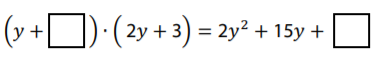 (y + □) · (2y + 3) = 2y² + 15y + □